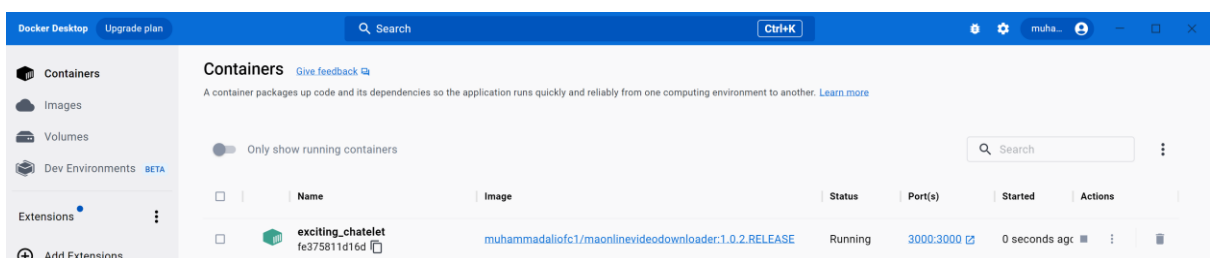 Docker Desktop Upgrade plan Search Ctrl+K muha...
Containers
Images
Volumes
Dev Environments BETA
Extensions
Add Extensions
Containers Give feedback
A container packages up code and its dependencies so the application runs quickly and reliably from one computing environment to another. Learn more
Only show running containers Search
Name Image Status Port(s) Started Actions
exciting_chatelet muhammadaliofc1/maonlinevideodownloader:1.0.2.RELEASE Running 3000:3000 0 seconds agc
fe375811d16d